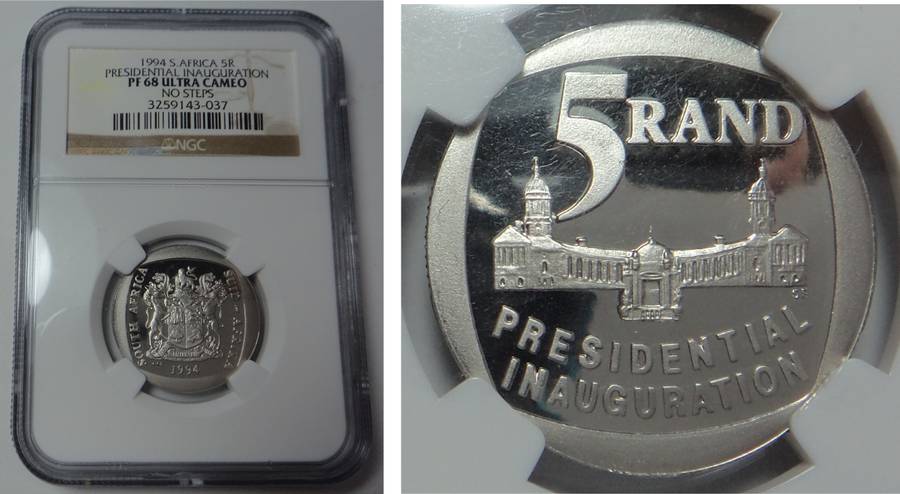 1994 S.AFRICA 5R
PRESIDENTIAL INAUGURATION
PF 68 ULTRA CAMEO
NO STEPS
3259143-037
NGC
SOUTH AFRICA
SUID-AFRIKA
1994
5 RAND
PRESIDENTIAL
INAUGURATION